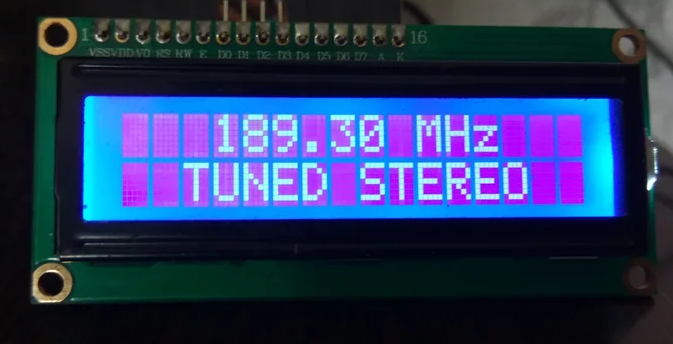 1 16
VSS VDD VO RS RW E D0 D1 D2 D3 D4 D5 D6 D7 A K
189.30 MHz
TUNED STEREO